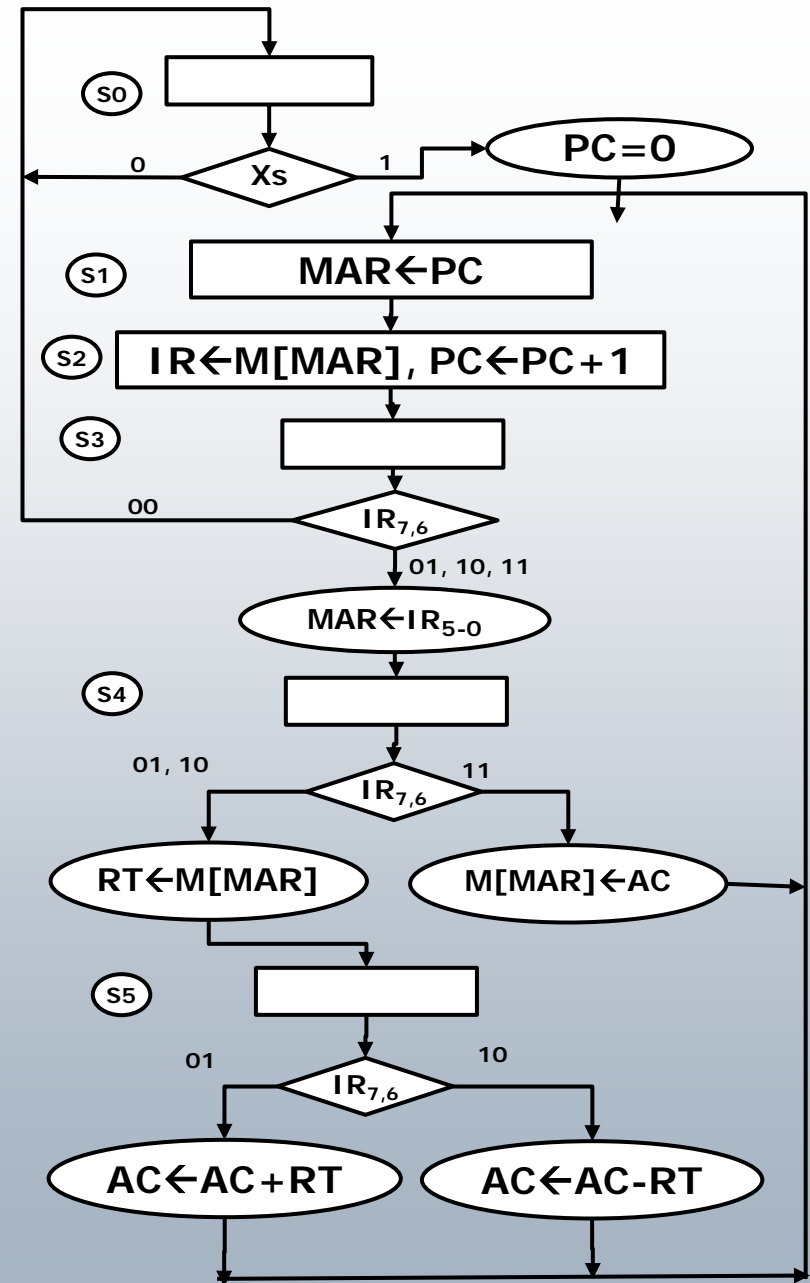 S0
0
Xs
1
PC=0
S1
MAR←PC
S2
IR←M[MAR], PC←PC+1
S3
00
IR7,6
01, 10, 11
MAR←IR5-0
S4
01, 10
IR7,6
11
RT←M[MAR]
M[MAR]←AC
S5
01
IR7,6
10
AC←AC+RT
AC←AC-RT